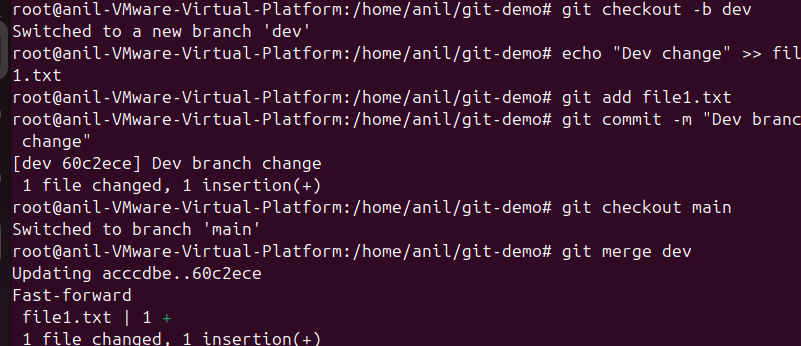 root@anil-VMware-Virtual-Platform:/home/anil/git-demo# git checkout -b dev
Switched to a new branch 'dev'
root@anil-VMware-Virtual-Platform:/home/anil/git-demo# echo "Dev change" >> fil
1.txt
root@anil-VMware-Virtual-Platform:/home/anil/git-demo# git add file1.txt
root@anil-VMware-Virtual-Platform:/home/anil/git-demo# git commit -m "Dev branc
 change"
[dev 60c2ece] Dev branch change
 1 file changed, 1 insertion(+)
root@anil-VMware-Virtual-Platform:/home/anil/git-demo# git checkout main
Switched to branch 'main'
root@anil-VMware-Virtual-Platform:/home/anil/git-demo# git merge dev
Updating acccdbe..60c2ece
Fast-forward
 file1.txt | 1 +
 1 file changed, 1 insertion(+)